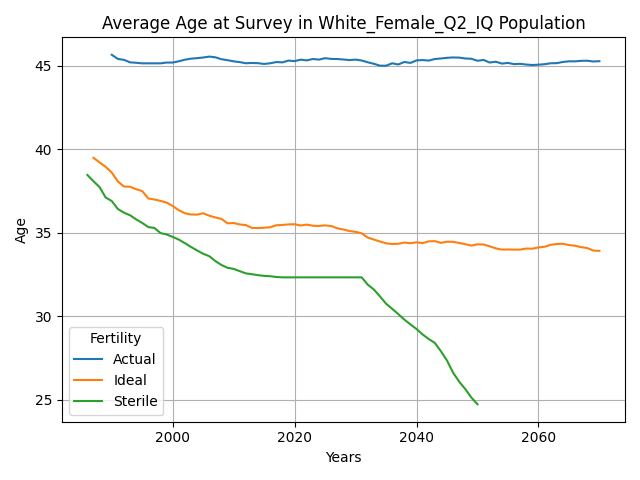 Average Age at Survey in White_Female_Q2_IQ Population
Age
45
40
35
30
25
Fertility
Actual
Ideal
Sterile
2000 2020 2040 2060
Years